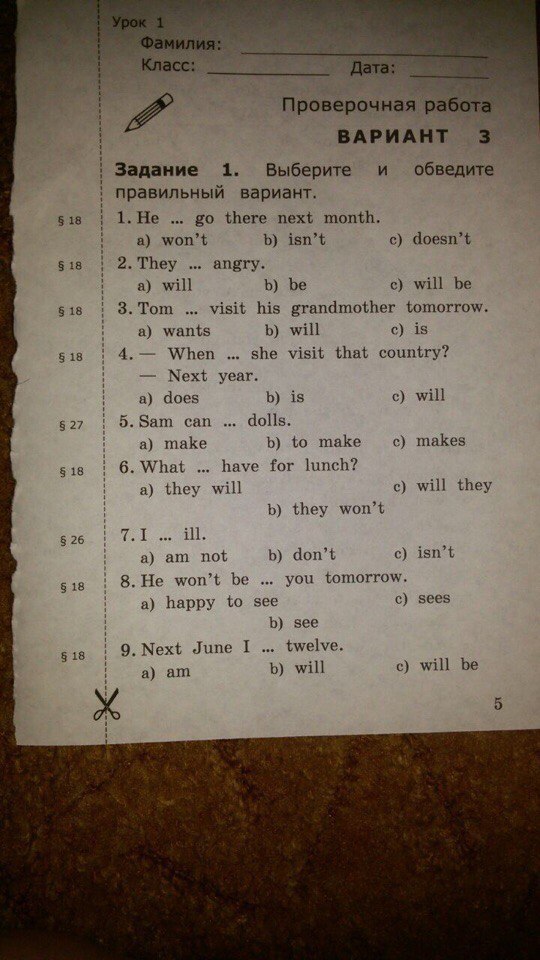 Урок 1
Фамилия: ____________________
Класс: __________ Дата: ________
Проверочная работа
ВАРИАНТ 3
Задание 1. Выберите и обведите
правильный вариант.
§ 18 1. He ... go there next month.
a) won't b) isn't c) doesn't
§ 18 2. They ... angry.
a) will b) be c) will be
§ 18 3. Tom ... visit his grandmother tomorrow.
a) wants b) will c) is
§ 18 4. — When ... she visit that country?
— Next year.
a) does b) is c) will
§ 27 5. Sam can ... dolls.
a) make b) to make c) makes
§ 18 6. What ... have for lunch?
a) they will c) will they
b) they won't
§ 26 7. I ... ill.
a) am not b) don't c) isn't
§ 18 8. He won't be ... you tomorrow.
a) happy to see c) sees
b) see
§ 18 9. Next June I ... twelve.
a) am b) will c) will be
5